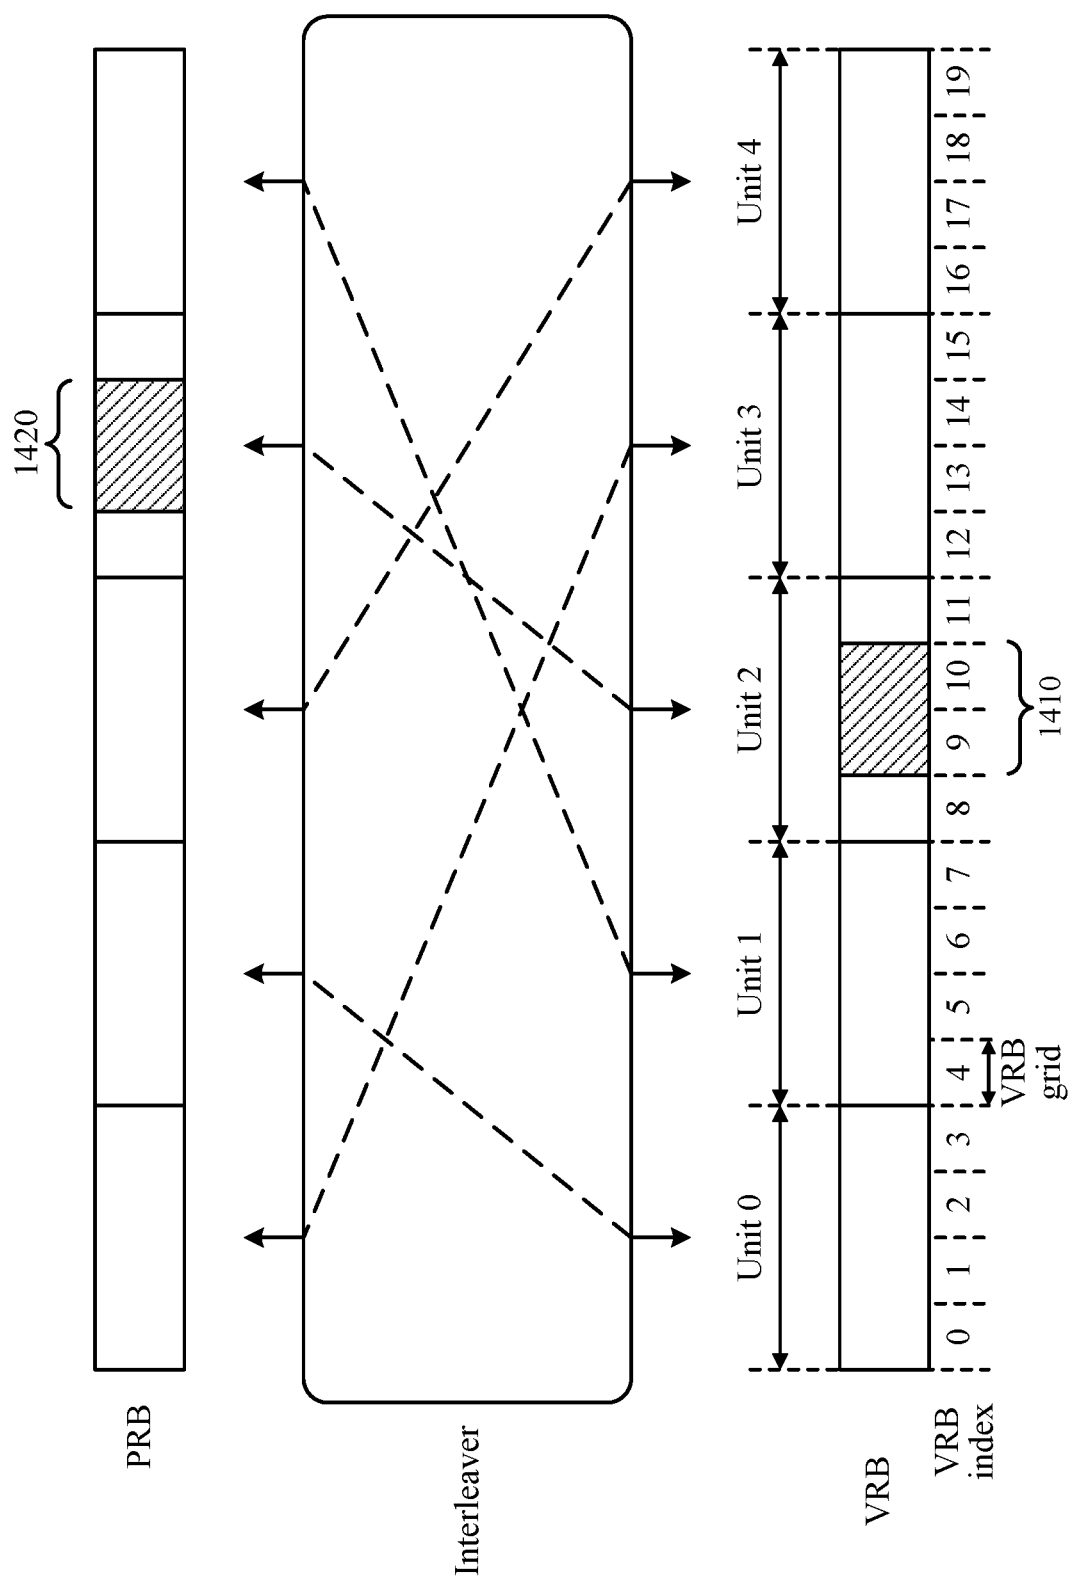 1420
PRB
Interleaver
Unit 0
Unit 1
Unit 2
Unit 3
Unit 4
VRB
0 1 2 3 4 5 6 7 8 9 10 11 12 13 14 15 16 17 18 19
VRB
index
VRB
grid
1410